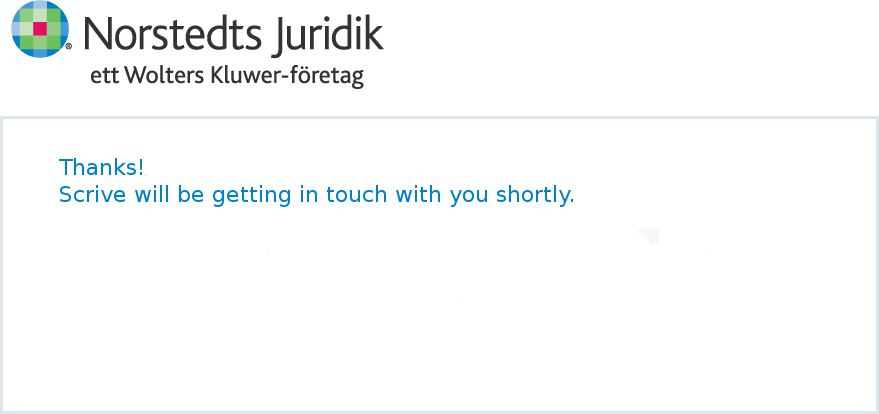 Norstedts Juridik
ett Wolters Kluwer-företag
Thanks!
Scrive will be getting in touch with you shortly.